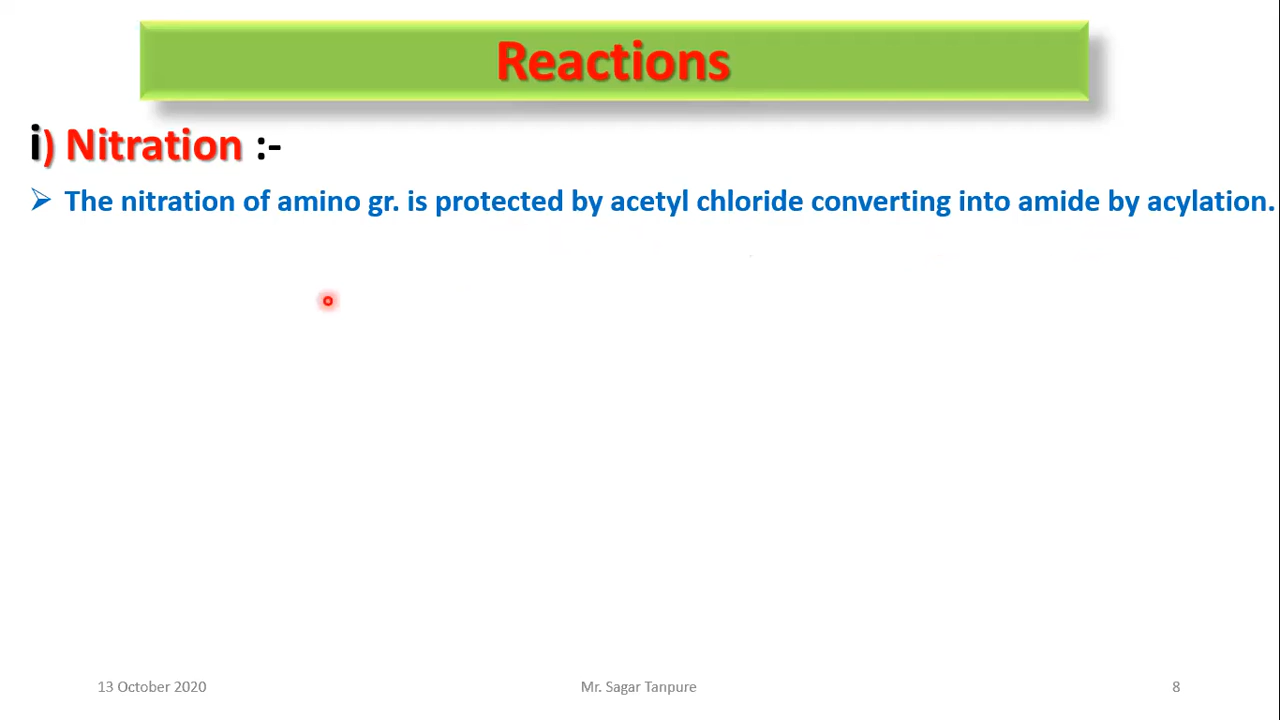 Reactions
i) Nitration :-
➢ The nitration of amino gr. is protected by acetyl chloride converting into amide by acylation.
13 October 2020
Mr. Sagar Tanpure
8